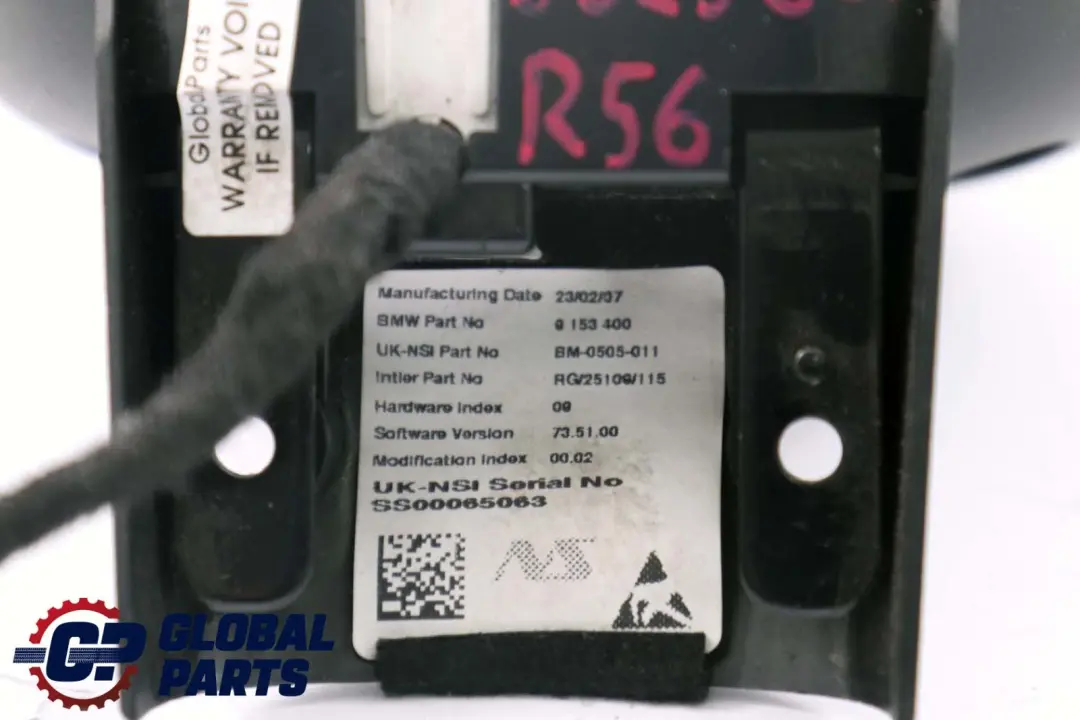 GlobalParts
WARRANTY VOI
IF REMOVED
R56
Manufacturing Date 23/02/07
BMW Part No 9 153 400
UK-NSI Part No BM-0505-011
Intier Part No RG/25109/115
Hardware Index 09
Software Version 73.51.00
Modification Index 00.02
UK-NSI Serial No
SS00065063
NS
GP GLOBAL
PARTS